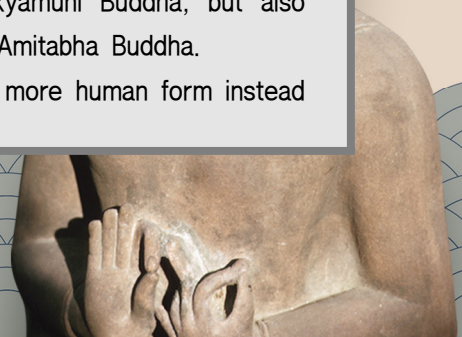 kyamuni Buddha, but also
Amitabha Buddha.
more human form instead